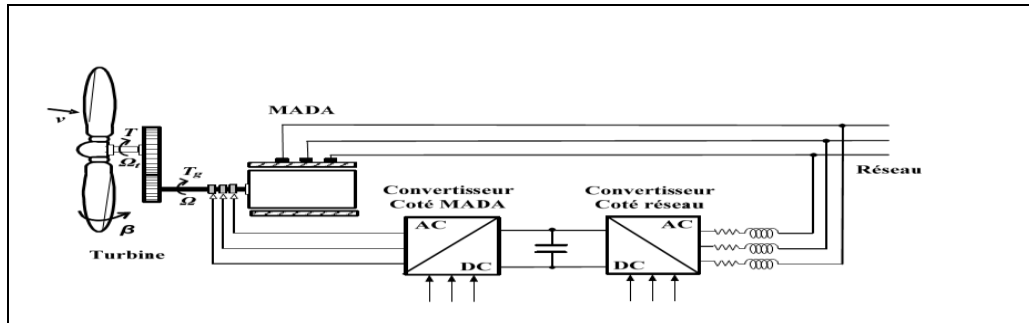 MADA
ν
T
Ωt
Tg
Ω
β
Turbine
Réseau
Convertisseur
Coté MADA
Convertisseur
Coté réseau
AC
DC
AC
DC